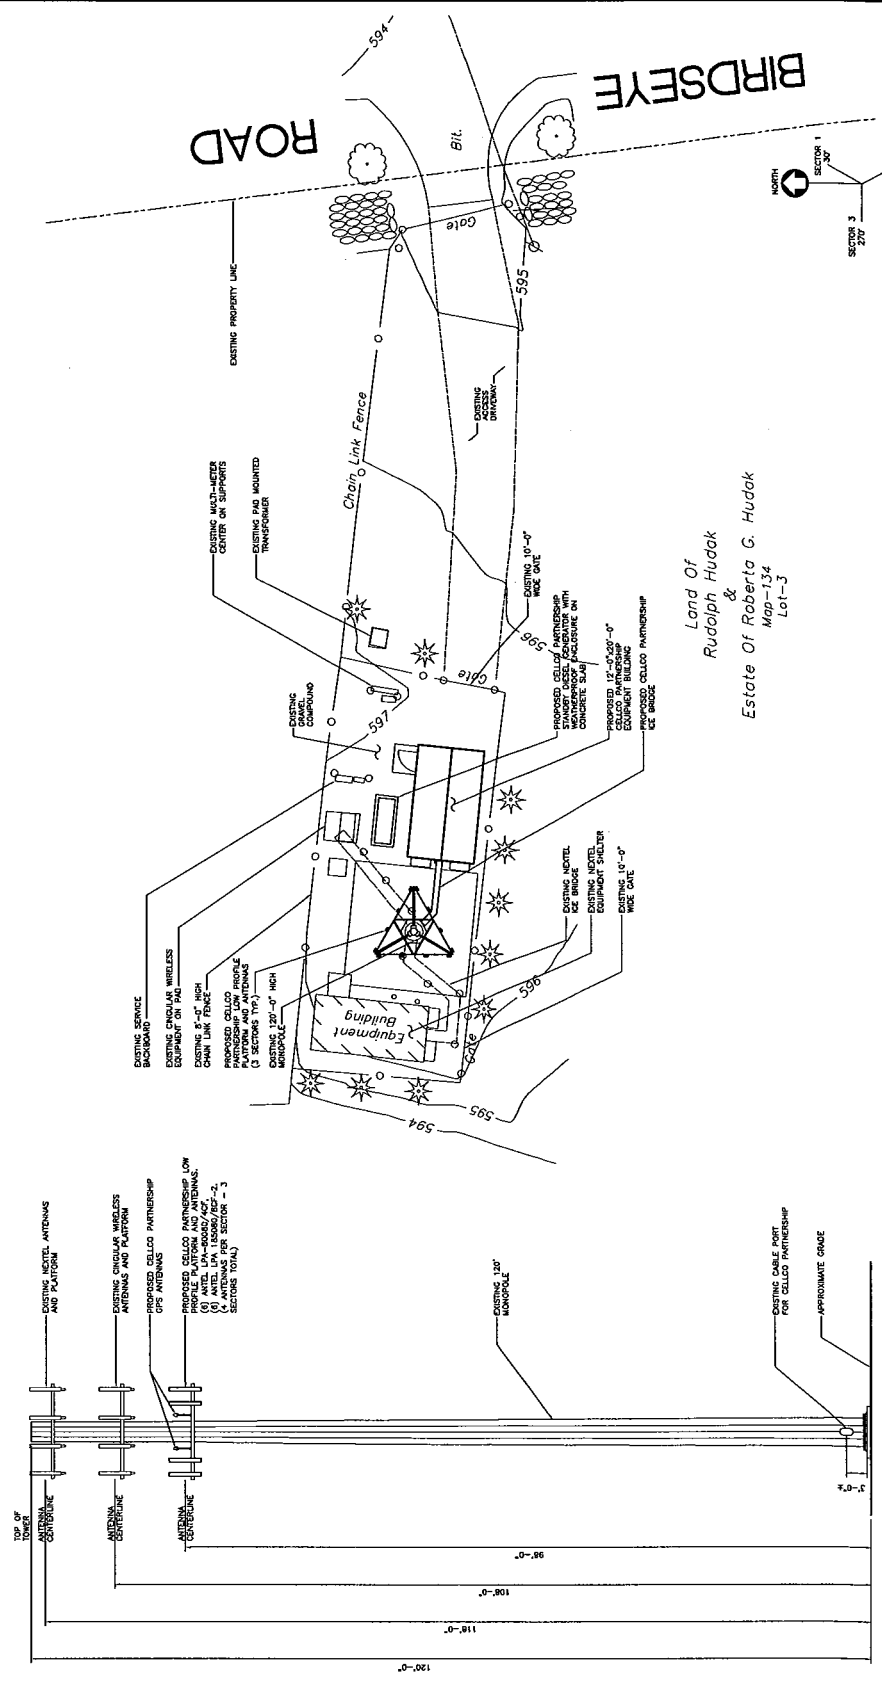 BIRDSEYE
ROAD
594
Bit.
Gate
595
EXISTING PROPERTY LINE
Chain Link Fence
EXISTING
ACCESS
DRIVEWAY
NORTH
SECTOR 1
30°
SECTOR 3
270°
EXISTING MULTI-METER
CENTER ON SUPPORTS
EXISTING PAD MOUNTED
TRANSFORMER
EXISTING
GRAVEL
COMPOUND
597
Gate
596
EXISTING 10'-0"
WIDE GATE
PROPOSED CELLCO PARTNERSHIP
STANDBY DIESEL GENERATOR WITH
WEATHERPROOF ENCLOSURE ON
CONCRETE SLAB
PROPOSED 12'-0"x20'-0"
CELLCO PARTNERSHIP
EQUIPMENT BUILDING
PROPOSED CELLCO PARTNERSHIP
ICE BRIDGE
Land Of
Rudolph Hudak
&
Estate Of Roberta G. Hudak
Map-134
Lot-3
EXISTING SERVICE
BACKBOARD
EXISTING CINGULAR WIRELESS
EQUIPMENT ON PAD
EXISTING 8'-0" HIGH
CHAIN LINK FENCE
PROPOSED CELLCO
PARTNERSHIP LOW PROFILE
PLATFORM AND ANTENNAS
(3 SECTORS TYP.)
EXISTING 120'-0" HIGH
MONOPOLE
Equipment
Building
EXISTING NEXTEL
ICE BRIDGE
EXISTING NEXTEL
EQUIPMENT SHELTER
EXISTING 10'-0"
WIDE GATE
Gate
596
595
594
EXISTING NEXTEL ANTENNAS
AND PLATFORM
EXISTING CINGULAR WIRELESS
ANTENNAS AND PLATFORM
PROPOSED CELLCO PARTNERSHIP
GPS ANTENNAS
PROPOSED CELLCO PARTNERSHIP LOW
PROFILE PLATFORM AND ANTENNAS.
(6) ANTEL LPA-80080/4CF,
(6) ANTEL LPA 185080/8CF-2.
(4 ANTENNAS PER SECTOR - 3
SECTORS TOTAL)
EXISTING 120'
MONOPOLE
EXISTING CABLE PORT
FOR CELLCO PARTNERSHIP
APPROXIMATE GRADE
TOP OF
TOWER
ANTENNA
CENTERLINE
ANTENNA
CENTERLINE
ANTENNA
CENTERLINE
3'-0"±
98'-0"
108'-0"
118'-0"
120'-0"